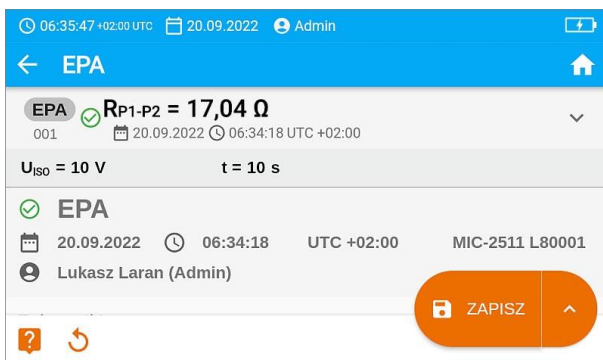 06:35:47 +02:00 UTC 20.09.2022 Admin
EPA
EPA RP1-P2 = 17,04 Ω
001 20.09.2022 06:34:18 UTC +02:00
UISO = 10 V t = 10 s
EPA
20.09.2022 06:34:18 UTC +02:00 MIC-2511 L80001
Lukasz Laran (Admin)
ZAPISZ
?